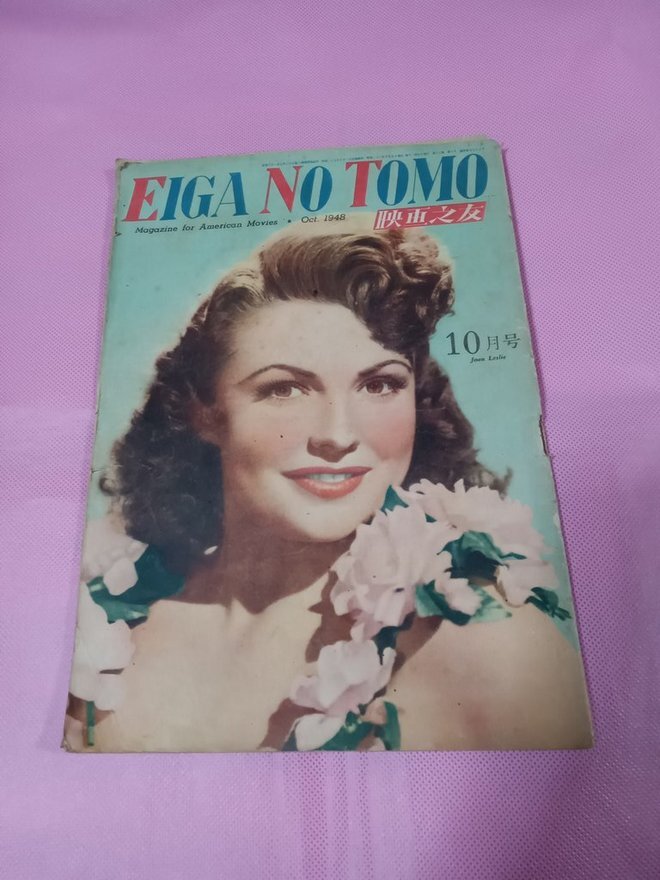 EIGA NO TOMO
Magazine for American Movies ★ Oct. 1948
映画之友
10月号
Joan Leslie